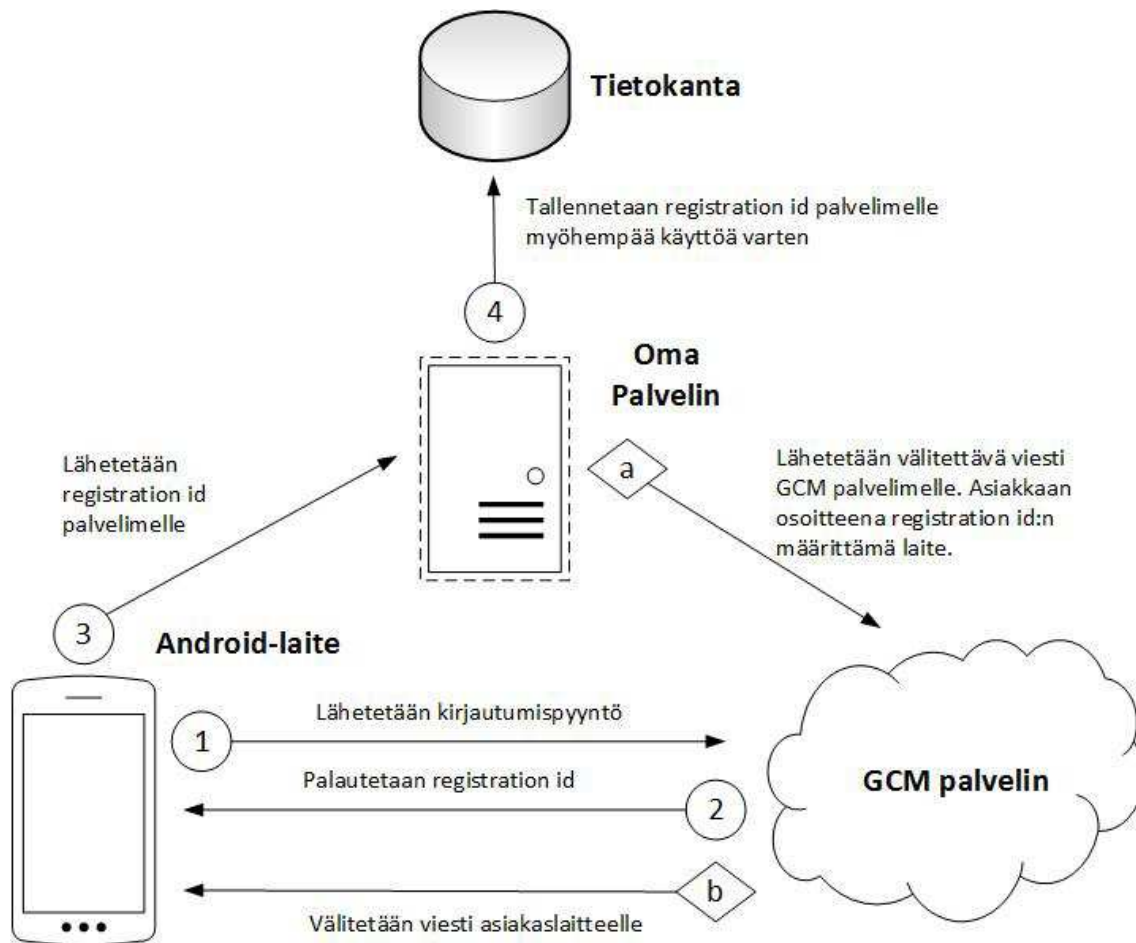 Tietokanta
Tallennetaan registration id palvelimelle
myöhempää käyttöä varten
4
Oma
Palvelin
a
Lähetetään
registration id
palvelimelle
Lähetetään välitettävä viesti
GCM palvelimelle. Asiakkaan
osoitteena registration id:n
määrittämä laite.
3
Android-laite
1
Lähetetään kirjautumispyyntö
Palautetaan registration id
2
GCM palvelin
b
Välitetään viesti asiakaslaitteelle